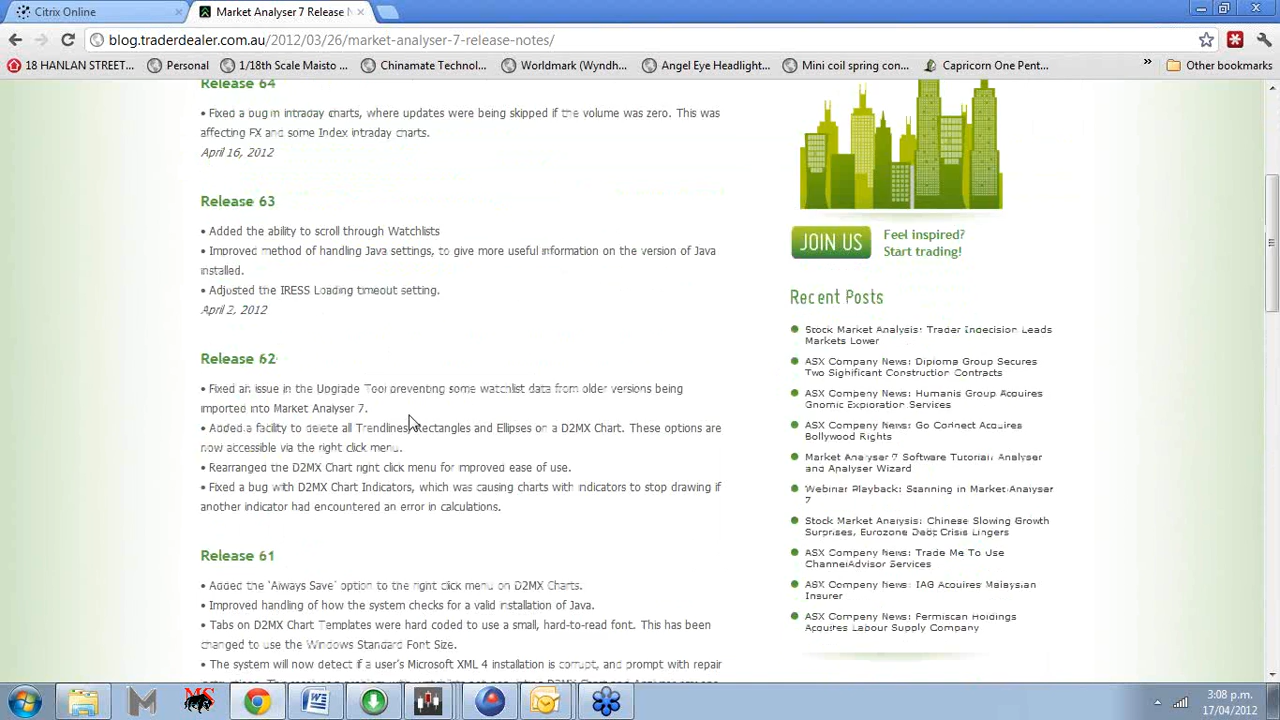 Citrix Online
Market Analyser 7 Release N
blog.traderdealer.com.au/2012/03/26/market-analyser-7-release-notes/
18 HANLAN STREET...
Personal
1/18th Scale Maisto ...
Chinamate Technol...
Worldmark (Wyndh...
Angel Eye Headlight...
Mini coil spring con...
Capricorn One Pent...
»
Other bookmarks
Release 64
• Fixed a bug in intraday charts, where updates were being skipped if the volume was zero. This was
affecting FX and some Index intraday charts.
April 16, 2012
Release 63
• Added the ability to scroll through Watchlists
• Improved method of handling Java settings, to give more useful information on the version of Java
installed.
• Adjusted the IRESS Loading timeout setting.
April 2, 2012
Release 62
• Fixed an issue in the Upgrade Tool preventing some watchlist data from older versions being
imported into Market Analyser 7.
• Added a facility to delete all Trendlines, Rectangles and Ellipses on a D2MX Chart. These options are
now accessible via the right click menu.
• Rearranged the D2MX Chart right click menu for improved ease of use.
• Fixed a bug with D2MX Chart Indicators, which was causing charts with indicators to stop drawing if
another indicator had encountered an error in calculations.
Release 61
• Added the 'Always Save' option to the right click menu on D2MX Charts.
• Improved handling of how the system checks for a valid installation of Java.
• Tabs on D2MX Chart Templates were hard coded to use a small, hard-to-read font. This has been
changed to use the Windows Standard Font Size.
• The system will now detect if a user's Microsoft XML 4 installation is corrupt, and prompt with repair
JOIN US
Feel inspired?
Start trading!
Recent Posts
Stock Market Analysis: Trader Indecision Leads
Markets Lower
ASX Company News: Diploma Group Secures
Two Significant Construction Contracts
ASX Company News: Humanis Group Acquires
Gnomic Exploration Services
ASX Company News: Go Connect Acquires
Bollywood Rights
Market Analyser 7 Software Tutorial: Analyser
and Analyser Wizard
Webinar Playback: Scanning in Market Analyser
7
Stock Market Analysis: Chinese Slowing Growth
Surprises, Eurozone Debt Crisis Lingers
ASX Company News: Trade Me To Use
ChannelAdvisor Services
ASX Company News: IAG Acquires Malaysian
Insurer
ASX Company News: Fermiscan Holdings
Acquires Labour Supply Company
3:08 p.m.
17/04/2012